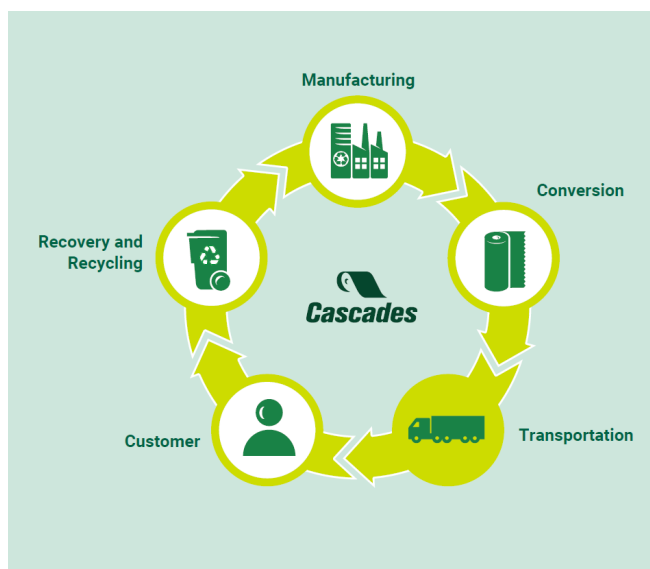 Manufacturing
Conversion
Recovery and
Recycling
Cascades
Customer
Transportation